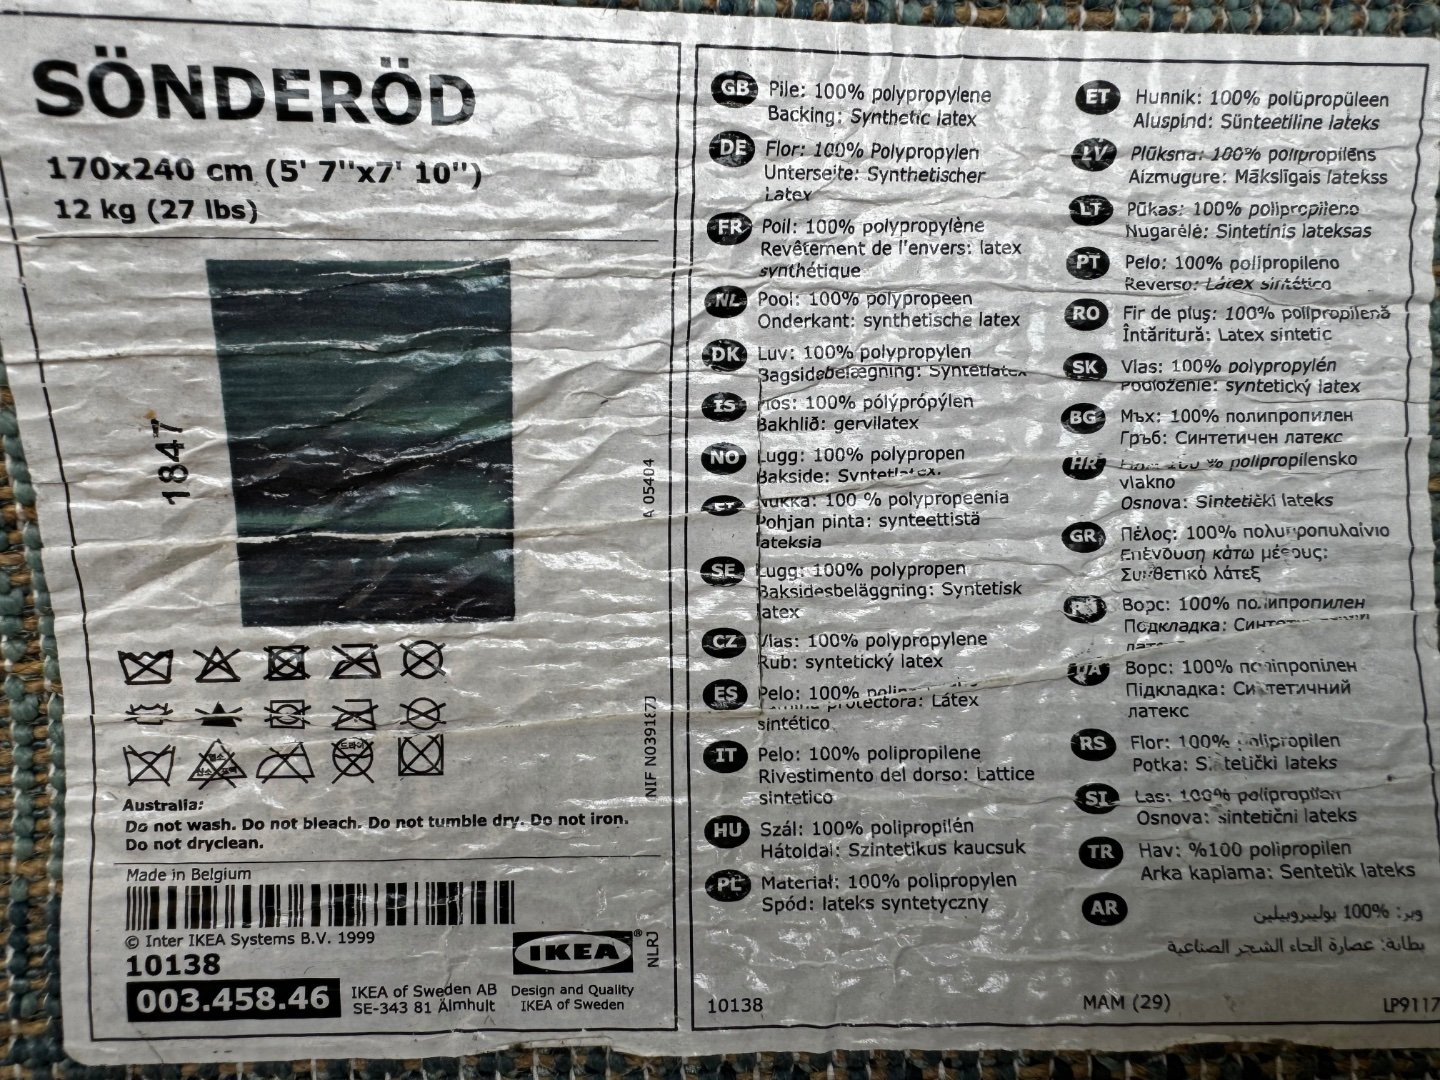 SÖNDERÖD
170x240 cm (5' 7"x7' 10")
12 kg (27 lbs)
1847
A 05404
NIF
Australia:
Do not wash. Do not bleach. Do not tumble dry. Do not iron.
Do not dryclean.
Made in Belgium
© Inter IKEA Systems B.V. 1999
10138
003.458.46
IKEA of Sweden AB
SE-343 81 Älmhult
IKEA®
Design and Quality
IKEA of Sweden
NLRJ
GB Pile: 100% polypropylene
Backing: Synthetic latex
DE Flor: 100% Polypropylen
Unterseite: Synthetischer
Latex
FR Poil: 100% polypropylène
Revêtement de l'envers: latex
synthétique
NL Pool: 100% polypropeen
Onderkant: synthetische latex
DK Luv: 100% polypropylen
Bagsidebelægning: Syntetlatex
IS 100% pólýprópýlen
Bakhlið: gervilatex
NO Lugg: 100% polypropen
Bakside:
Nukka: 100 % polypropeenia
Pohjan pinta: synteettistä
lateksia
SE Lugg: 100% polypropen
Baksidesbeläggning: Syntetisk
latex
CZ Vlas: 100% polypropylene
Rub: syntetický latex
ES Pelo: 100%
protectora: Látex
sintético
IT Pelo: 100% polipropilene
Rivestimento del dorso: Lattice
sintetico
HU Szál: 100% polipropilén
Hátoldal: Szintetikus kaucsuk
PL Materiał: 100% polipropylen
Spód: lateks syntetyczny
10138
ET Hunnik: 100% polüpropüleen
Aluspind: Sünteetiline lateks
LV Plūksna: 100% polipropilēns
Aizmugure: Mākslīgais latekss
LT Pūkas: 100% polipropileno
Nugarėlė: Sintetinis lateksas
PT Pelo: 100% polipropileno
Reverso: Látex sintético
RO Fir de pluş: 100% polipropilenă
Întăritură: Latex sintetic
SK Vlas: 100% polypropylén
Podloženie: syntetický latex
BG Мъх: 100% полипропилен
Гръб: Синтетичен латекс
HR 100 % polipropilensko
vlakno
Osnova: Sintetički lateks
GR Πέλος: 100% πολυπροπυλαίνιο
Επένδυση κάτω μέρους:
Συνθετικό λάτεξ
Ворс: 100% полипропилен
Подкладка:
UA Ворс: 100% поліпропілен
Підкладка: Синтетичний
латекс
RS Flor: 100% polipropilen
Potka: Sintetički lateks
SI Las: 100% polipropilen
Osnova: sintetični lateks
TR Hav: %100 polipropilen
Arka kaplama: Sentetik lateks
AR وبر: %100 بوليبروبيلين
بطانة: عصارة الحاء الشجر الصناعية
MAM (29)
LP9117